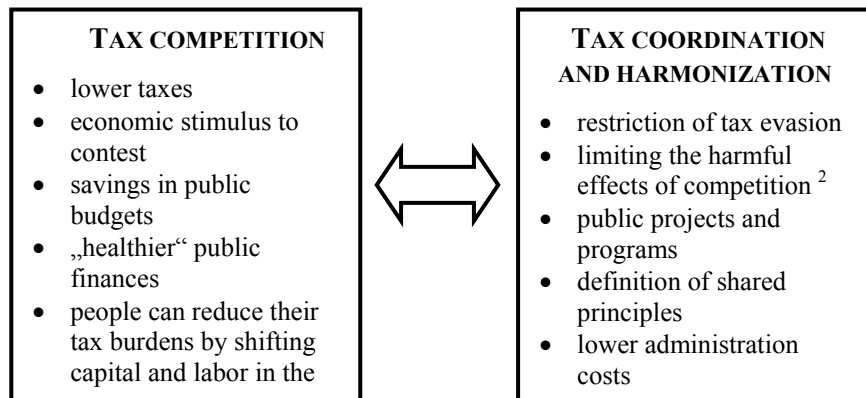 TAX COMPETITION
• lower taxes
• economic stimulus to
contest
• savings in public
budgets
• „healthier“ public
finances
• people can reduce their
tax burdens by shifting
capital and labor in the
TAX COORDINATION
AND HARMONIZATION
• restriction of tax evasion
• limiting the harmful
effects of competition ²
• public projects and
programs
• definition of shared
principles
• lower administration
costs